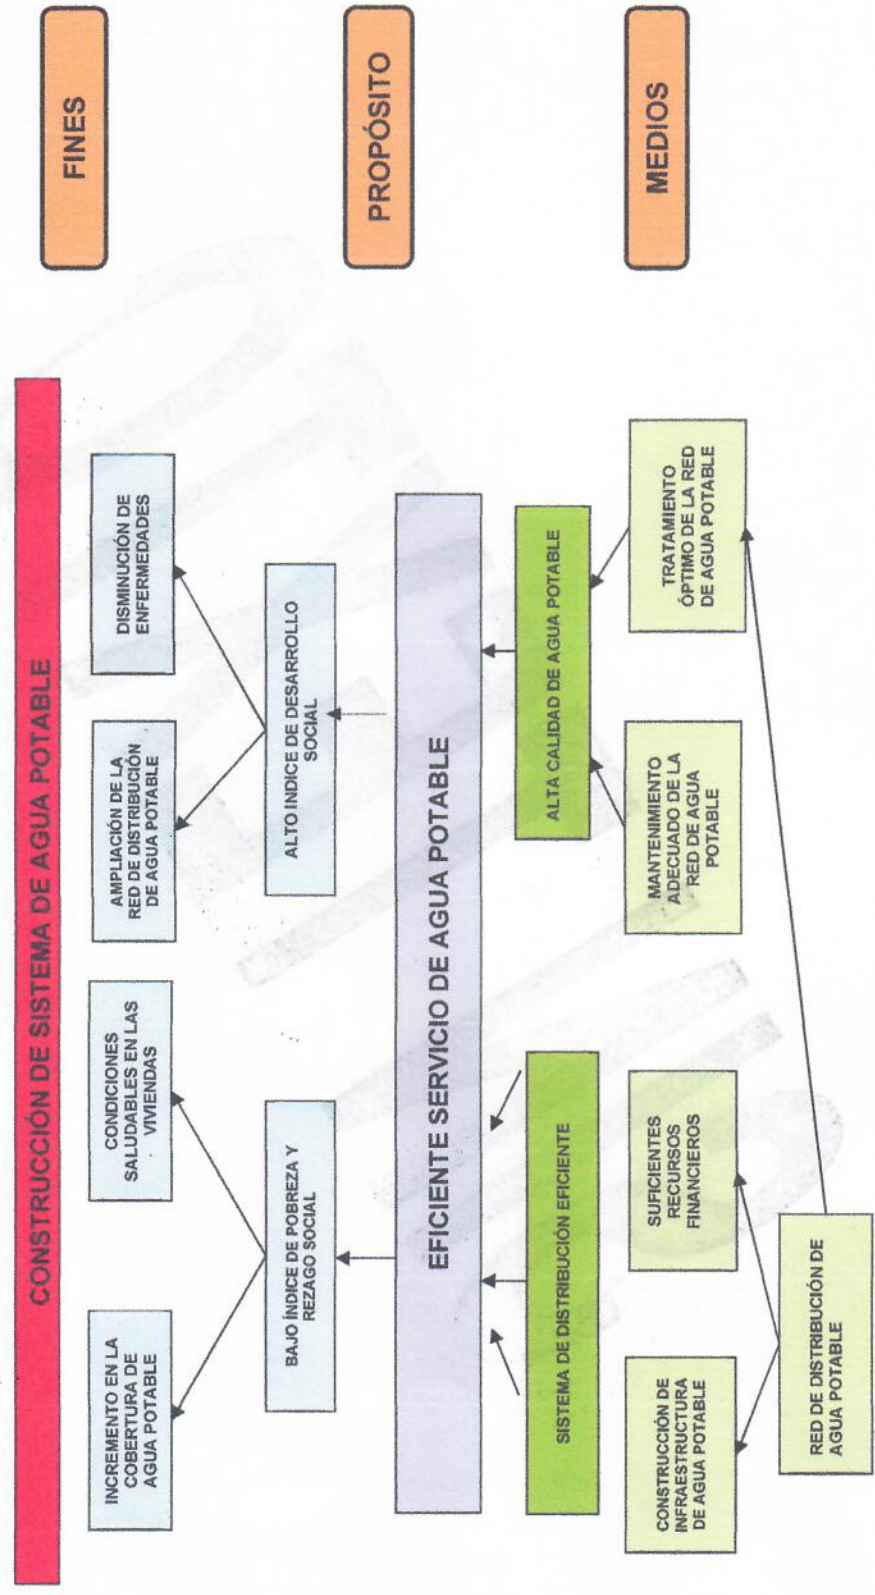 CONSTRUCCIÓN DE SISTEMA DE AGUA POTABLE
FINES
INCREMENTO EN LA
COBERTURA DE
AGUA POTABLE
CONDICIONES
SALUDABLES EN LAS
VIVIENDAS
AMPLIACIÓN DE LA
RED DE DISTRIBUCIÓN
DE AGUA POTABLE
DISMINUCIÓN DE
ENFERMEDADES
BAJO ÍNDICE DE POBREZA Y
REZAGO SOCIAL
ALTO INDICE DE DESARROLLO
SOCIAL
PROPÓSITO
EFICIENTE SERVICIO DE AGUA POTABLE
SISTEMA DE DISTRIBUCIÓN EFICIENTE
ALTA CALIDAD DE AGUA POTABLE
MEDIOS
CONSTRUCCIÓN DE
INFRAESTRUCTURA
DE AGUA POTABLE
SUFICIENTES
RECURSOS
FINANCIEROS
MANTENIMIENTO
ADECUADO DE LA
RED DE AGUA
POTABLE
TRATAMIENTO
ÓPTIMO DE LA RED
DE AGUA POTABLE
RED DE DISTRIBUCIÓN DE
AGUA POTABLE